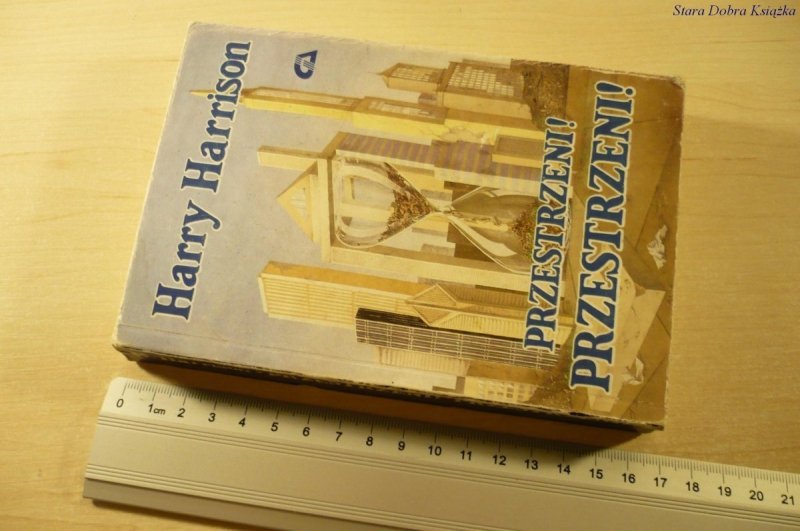 Stara Dobra Książka
Harry Harrison
CA
PRZESTRZENI!
PRZESTRZENI!
0 1cm 2 3 4 5 6 7 8 9 10 11 12 13 14 15 16 17 18 19 20 21